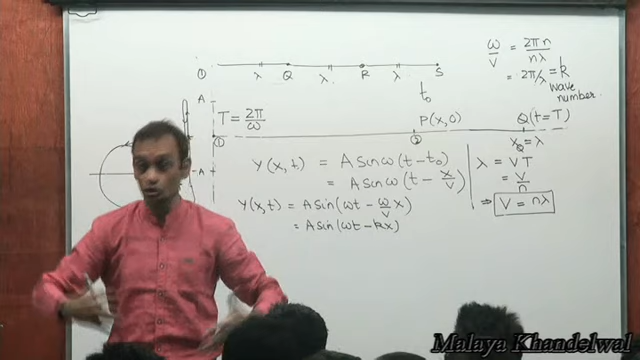 ① λ Q λ R λ S
t₀
ω/V = 2πn/nλ
= 2π/λ = k
wave
number.
A
T = 2π/ω
P(x,0)
Q(t=T)
① ②
x_Q = λ
A
Y(x,t) = A sin ω(t − t₀)
= A sin ω(t − x/V)
Y(x,t) = A sin(ωt − ω/V x)
= A sin(ωt − kx)
λ = VT
= V/n
⇒ V = nλ
Malaya Khandelwal